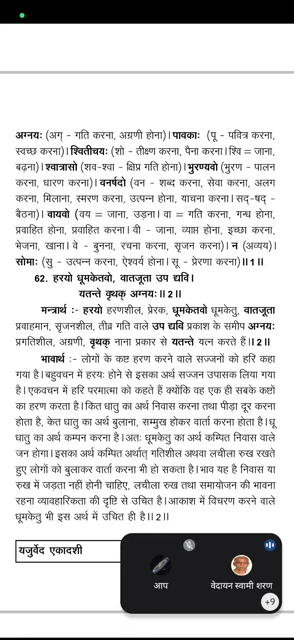 अग्नयः (अग् - गति करना, अग्रणी होना)। पावकाः (पू - पवित्र करना,
स्वच्छ करना)। श्वितीचयः (शो - तीक्ष्ण करना, पैना करना। श्वि = जाना,
बढ़ना)। श्वात्रासो (शव-श्वा - क्षिप्र गति होना)। भुरण्यवो (भुरण - पालन
करना, धारण करना)। वनर्षदो (वन - शब्द करना, सेवा करना, अलग
करना, मिलाना, स्मरण करना, उत्पन्न होना, याचना करना। सद्-षद् -
बैठना)। वायवो (वय = जाना, उड़ना। वा = गति करना, गन्ध होना,
प्रवाहित होना, प्रवाहित करना। वी - जाना, व्याप्त होना, इच्छा करना,
भेजना, खाना। वे - बुनना, रचना करना, सृजन करना)। न (अव्यय)।
सोमाः (सु - उत्पन्न करना, ऐश्वर्य होना। सू - प्रेरणा करना)॥1॥
62. हरयो धूमकेतवो, वातजूता उप द्यवि।
यतन्ते वृथक् अग्नयः॥2॥
मन्त्रार्थ :- हरयो हरणशील, प्रेरक, धूमकेतवो धूमकेतु, वातजूता
प्रवाहमान, सृजनशील, तीव्र गति वाले उप द्यवि प्रकाश के समीप अग्नयः
प्रगतिशील, अग्रणी, वृथक् नाना प्रकार से यतन्ते यत्न करते हैं॥2॥
भावार्थ :- लोगों के कष्ट हरण करने वाले सज्जनों को हरि कहा
गया है। बहुवचन में हरयः होने से इसका अर्थ सज्जन उपासक लिया गया
है। एकवचन में हरि परमात्मा को कहते हैं क्योंकि वह एक ही सबके कष्टों
का हरण करता है। कित धातु का अर्थ निवास करना तथा पीड़ा दूर करना
होता है, केत धातु का अर्थ बुलाना, सम्मुख होकर वार्ता करना होता है। धू
धातु का अर्थ कम्पन करना है। अतः धूमकेतु का अर्थ कम्पित निवास वाले
जन होगा। इसका अर्थ कम्पित अर्थात् गतिशील अथवा लचीला रुख रखते
हुए लोगों को बुलाकर वार्ता करना भी हो सकता है। भाव यह है निवास या
रुख में जड़ता नहीं होनी चाहिए, लचीला रुख तथा समायोजन की भावना
रहना व्यावहारिकता की दृष्टि से उचित है। आकाश में विचरण करने वाले
धूमकेतु भी इस अर्थ में उचित ही है।।2॥
यजुर्वेद एकादशी
आप
वेदायन स्वामी शरण
+9